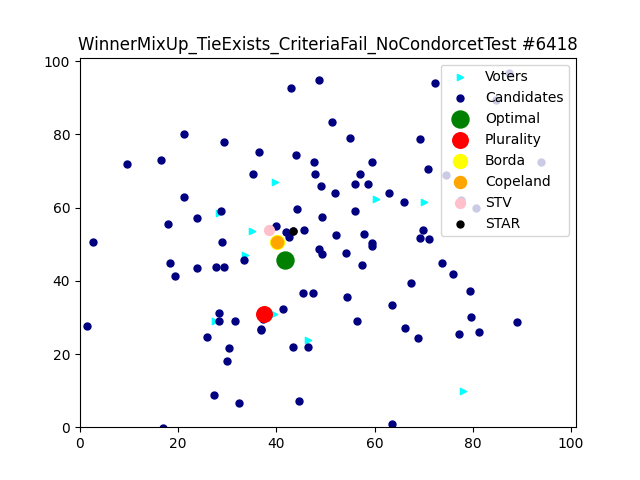 WinnerMixUp_TieExists_CriteriaFail_NoCondorcetTest #6418
100
80
60
40
20
0
0
20
40
60
80
100
Voters
Candidates
Optimal
Plurality
Borda
Copeland
STV
STAR